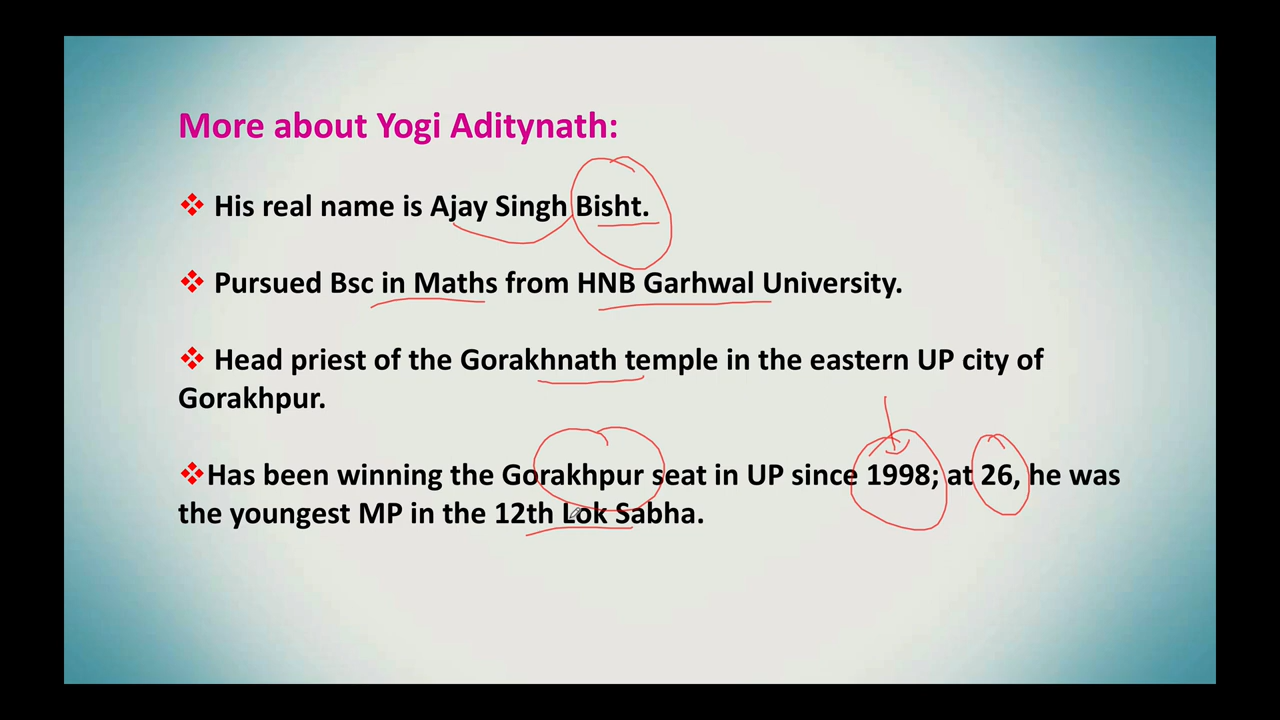 More about Yogi Aditynath:
❖ His real name is Ajay Singh Bisht.
❖ Pursued Bsc in Maths from HNB Garhwal University.
❖ Head priest of the Gorakhnath temple in the eastern UP city of
Gorakhpur.
❖Has been winning the Gorakhpur seat in UP since 1998; at 26, he was
the youngest MP in the 12th Lok Sabha.